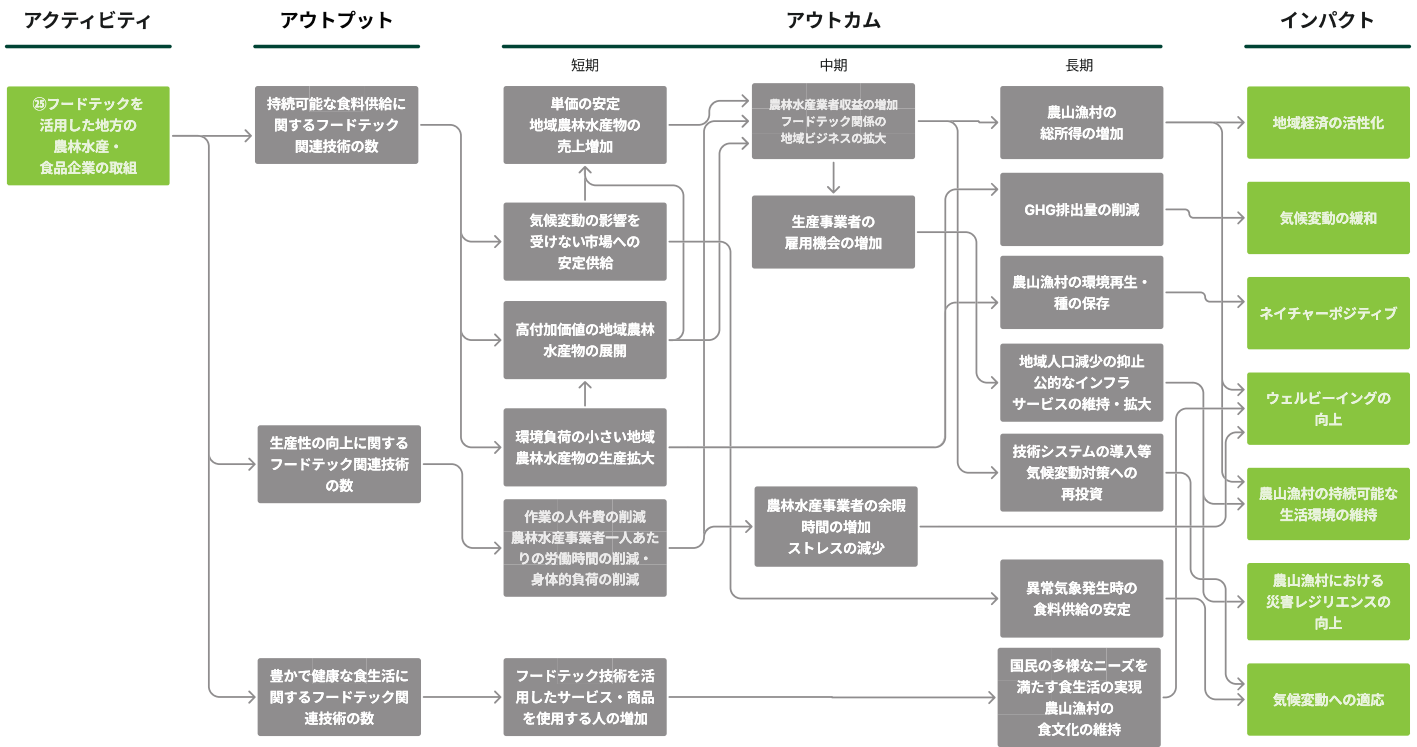 アクティビティ
アウトプット
アウトカム
インパクト
短期
中期
長期
㉕フードテックを
活用した地方の
農林水産・
食品企業の取組
持続可能な食料供給に
関するフードテック
関連技術の数
生産性の向上に関する
フードテック関連技術
の数
豊かで健康な食生活に
関するフードテック関
連技術の数
単価の安定
地域農林水産物の
売上増加
気候変動の影響を
受けない市場への
安定供給
高付加価値の地域農林
水産物の展開
環境負荷の小さい地域
農林水産物の生産拡大
作業の人件費の削減
農林水産事業者一人あた
りの労働時間の削減・
身体的負荷の削減
フードテック技術を活
用したサービス・商品
を使用する人の増加
農林水産業者収益の増加
フードテック関係の
地域ビジネスの拡大
生産事業者の
雇用機会の増加
農林水産事業者の余暇
時間の増加
ストレスの減少
農山漁村の
総所得の増加
GHG排出量の削減
農山漁村の環境再生・
種の保存
地域人口減少の抑止
公的なインフラ
サービスの維持・拡大
技術システムの導入等
気候変動対策への
再投資
異常気象発生時の
食料供給の安定
国民の多様なニーズを
満たす食生活の実現
農山漁村の
食文化の維持
地域経済の活性化
気候変動の緩和
ネイチャーポジティブ
ウェルビーイングの
向上
農山漁村の持続可能な
生活環境の維持
農山漁村における
災害レジリエンスの
向上
気候変動への適応